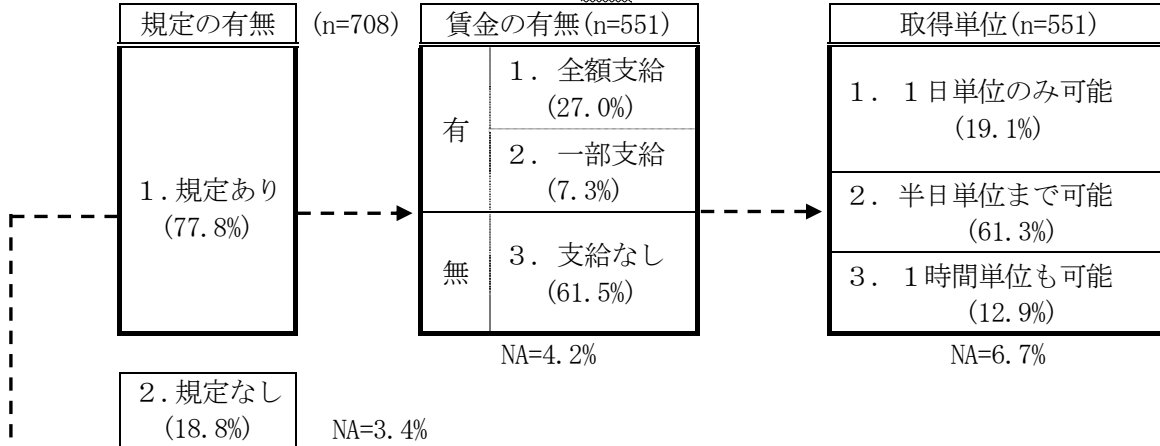 規定の有無 (n=708) 賃金の有無(n=551) 取得単位(n=551)
1．規定あり
(77.8%)
有
1． 全額支給
(27.0%)
2． 一部支給
(7.3%)
無
3． 支給なし
(61.5%)
NA=4.2%
1． 1日単位のみ可能
(19.1%)
2． 半日単位まで可能
(61.3%)
3． 1時間単位も可能
(12.9%)
NA=6.7%
2．規定なし
(18.8%) NA=3.4%